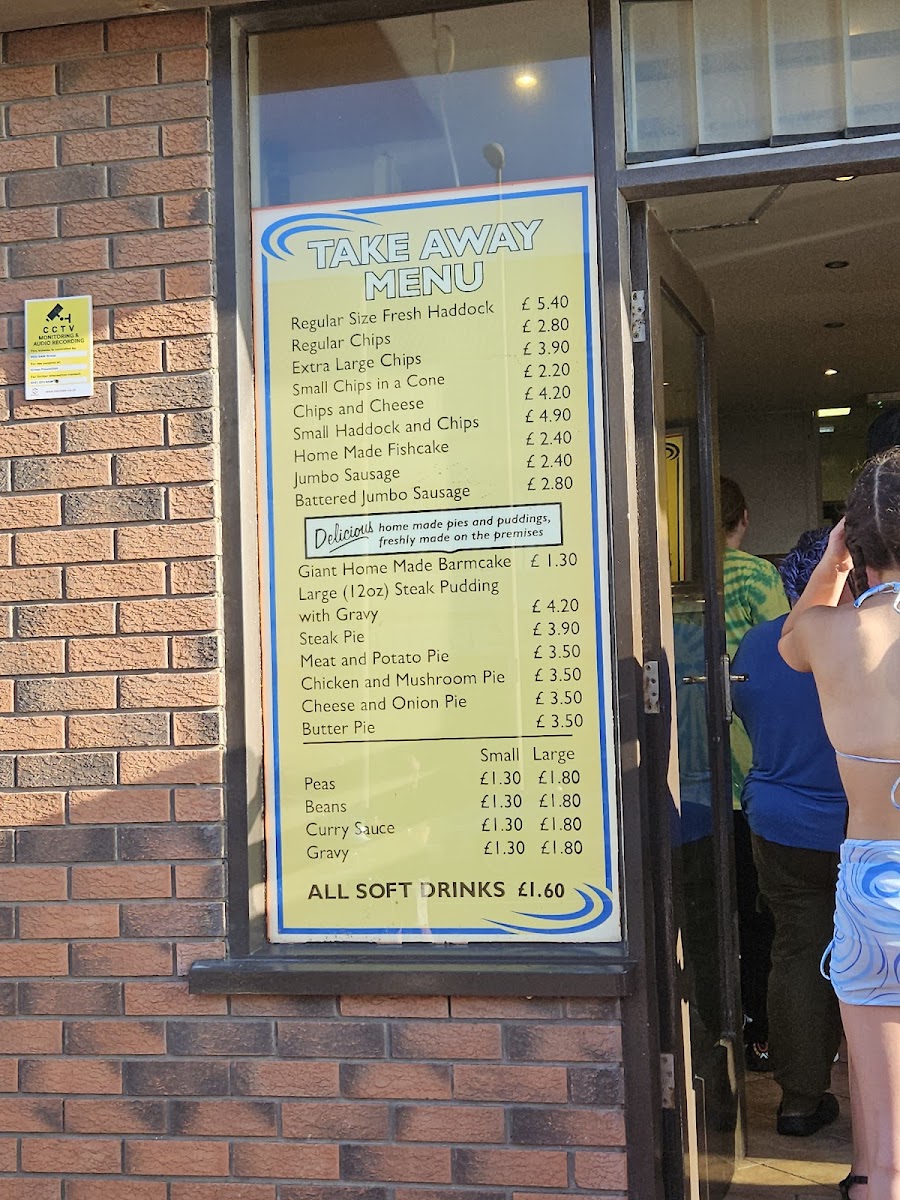 TAKE AWAY
MENU
Regular Size Fresh Haddock £ 5.40
Regular Chips £ 2.80
Extra Large Chips £ 3.90
Small Chips in a Cone £ 2.20
Chips and Cheese £ 4.20
Small Haddock and Chips £ 4.90
Home Made Fishcake £ 2.40
Jumbo Sausage £ 2.40
Battered Jumbo Sausage £ 2.80
Delicious home made pies and puddings,
freshly made on the premises
Giant Home Made Barmcake £ 1.30
Large (12oz) Steak Pudding
with Gravy £ 4.20
Steak Pie £ 3.90
Meat and Potato Pie £ 3.50
Chicken and Mushroom Pie £ 3.50
Cheese and Onion Pie £ 3.50
Butter Pie £ 3.50
Small Large
Peas £1.30 £1.80
Beans £1.30 £1.80
Curry Sauce £1.30 £1.80
Gravy £1.30 £1.80
ALL SOFT DRINKS £1.60
CCTV
MONITORING &
AUDIO RECORDING